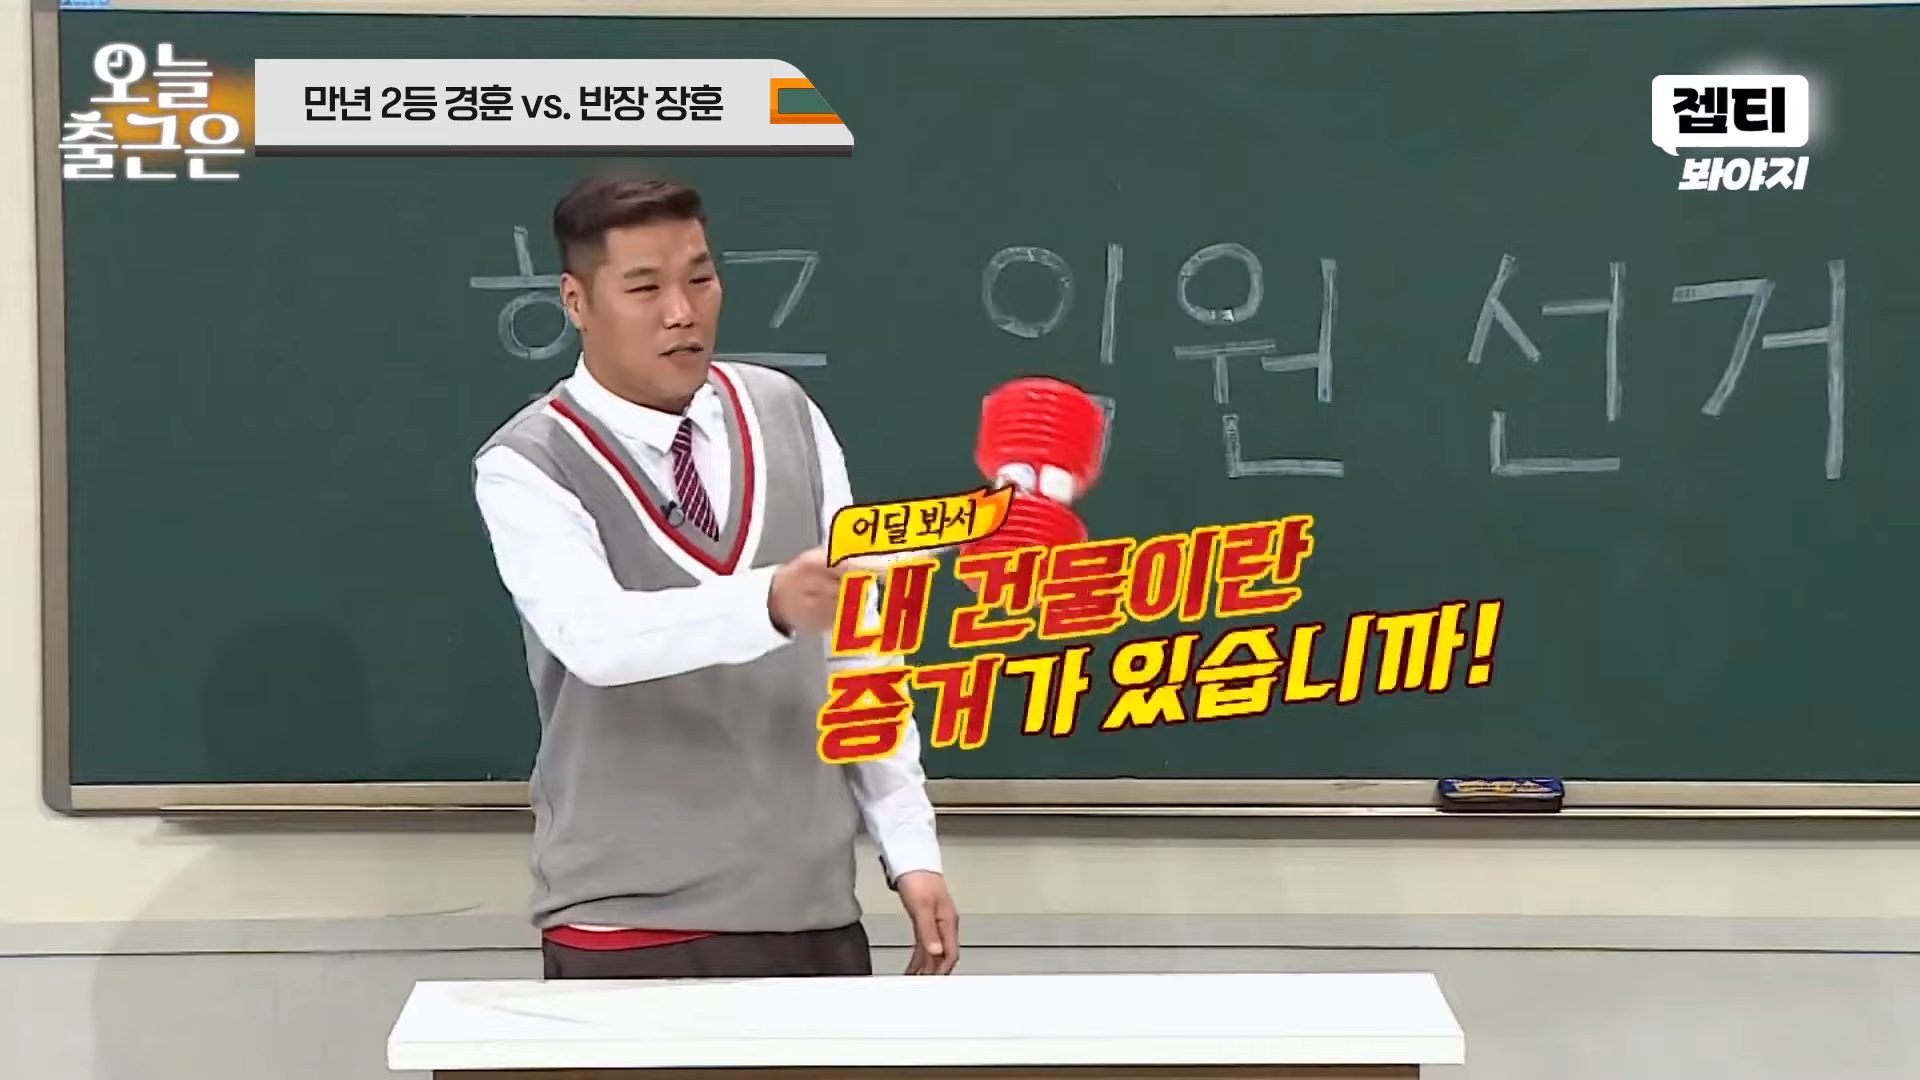 오늘
출근은
만년 2등 경훈 vs. 반장 장훈
젭티
봐야지
임원 선거
어딜 봐서
내 건물이란
증거가 있습니까!